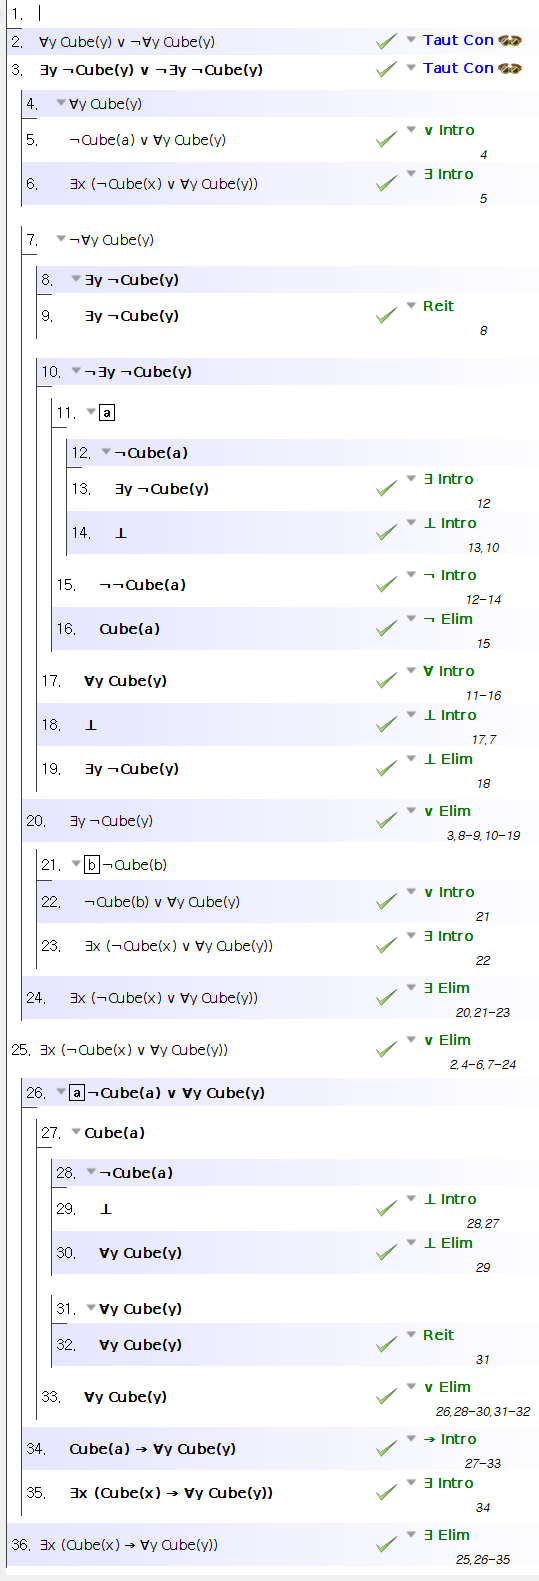 1.
2. ∀y Cube(y) ∨ ¬∀y Cube(y) Taut Con
3. ∃y ¬Cube(y) ∨ ¬∃y ¬Cube(y) Taut Con
4. ∀y Cube(y)
5. ¬Cube(a) ∨ ∀y Cube(y) ∨ Intro
4
6. ∃x (¬Cube(x) ∨ ∀y Cube(y)) ∃ Intro
5
7. ¬∀y Cube(y)
8. ∃y ¬Cube(y)
9. ∃y ¬Cube(y) Reit
8
10. ¬∃y ¬Cube(y)
11. a
12. ¬Cube(a)
13. ∃y ¬Cube(y) ∃ Intro
12
14. ⊥ ⊥ Intro
13,10
15. ¬¬Cube(a) ¬ Intro
12-14
16. Cube(a) ¬ Elim
15
17. ∀y Cube(y) ∀ Intro
11-16
18. ⊥ ⊥ Intro
17,7
19. ∃y ¬Cube(y) ⊥ Elim
18
20. ∃y ¬Cube(y) ∨ Elim
3,8-9,10-19
21. b ¬Cube(b)
22. ¬Cube(b) ∨ ∀y Cube(y) ∨ Intro
21
23. ∃x (¬Cube(x) ∨ ∀y Cube(y)) ∃ Intro
22
24. ∃x (¬Cube(x) ∨ ∀y Cube(y)) ∃ Elim
20,21-23
25. ∃x (¬Cube(x) ∨ ∀y Cube(y)) ∨ Elim
2,4-6,7-24
26. a ¬Cube(a) ∨ ∀y Cube(y)
27. Cube(a)
28. ¬Cube(a)
29. ⊥ ⊥ Intro
28,27
30. ∀y Cube(y) ⊥ Elim
29
31. ∀y Cube(y)
32. ∀y Cube(y) Reit
31
33. ∀y Cube(y) ∨ Elim
26,28-30,31-32
34. Cube(a) → ∀y Cube(y) → Intro
27-33
35. ∃x (Cube(x) → ∀y Cube(y)) ∃ Intro
34
36. ∃x (Cube(x) → ∀y Cube(y)) ∃ Elim
25,26-35